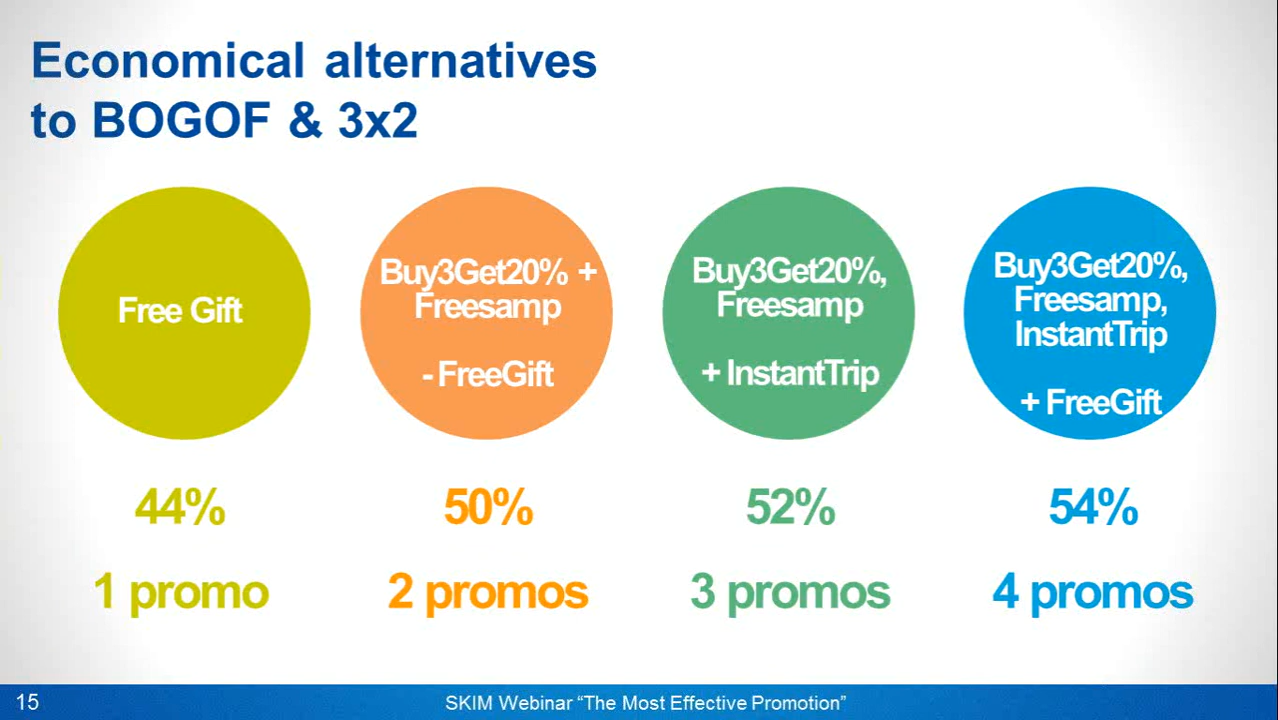 Economical alternatives
to BOGOF & 3x2
Free Gift
Buy3Get20% +
Freesamp
- FreeGift
Buy3Get20%,
Freesamp
+ InstantTrip
Buy3Get20%,
Freesamp,
InstantTrip
+ FreeGift
44%
50%
52%
54%
1 promo
2 promos
3 promos
4 promos
15
SKIM Webinar “The Most Effective Promotion”